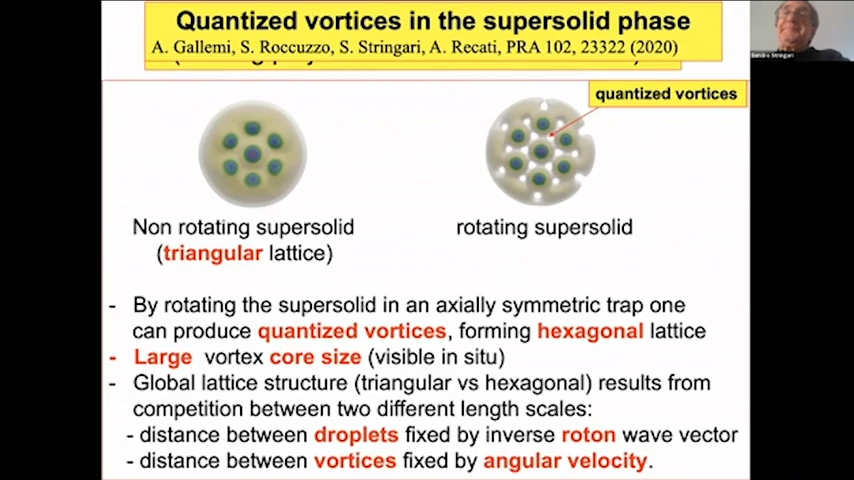 Quantized vortices in the supersolid phase
A. Gallemi, S. Roccuzzo, S. Stringari, A. Recati, PRA 102, 23322 (2020)
Sandro Stringari
quantized vortices
Non rotating supersolid
(triangular lattice)
rotating supersolid
- By rotating the supersolid in an axially symmetric trap one
can produce quantized vortices, forming hexagonal lattice
- Large vortex core size (visible in situ)
- Global lattice structure (triangular vs hexagonal) results from
competition between two different length scales:
- distance between droplets fixed by inverse roton wave vector
- distance between vortices fixed by angular velocity.